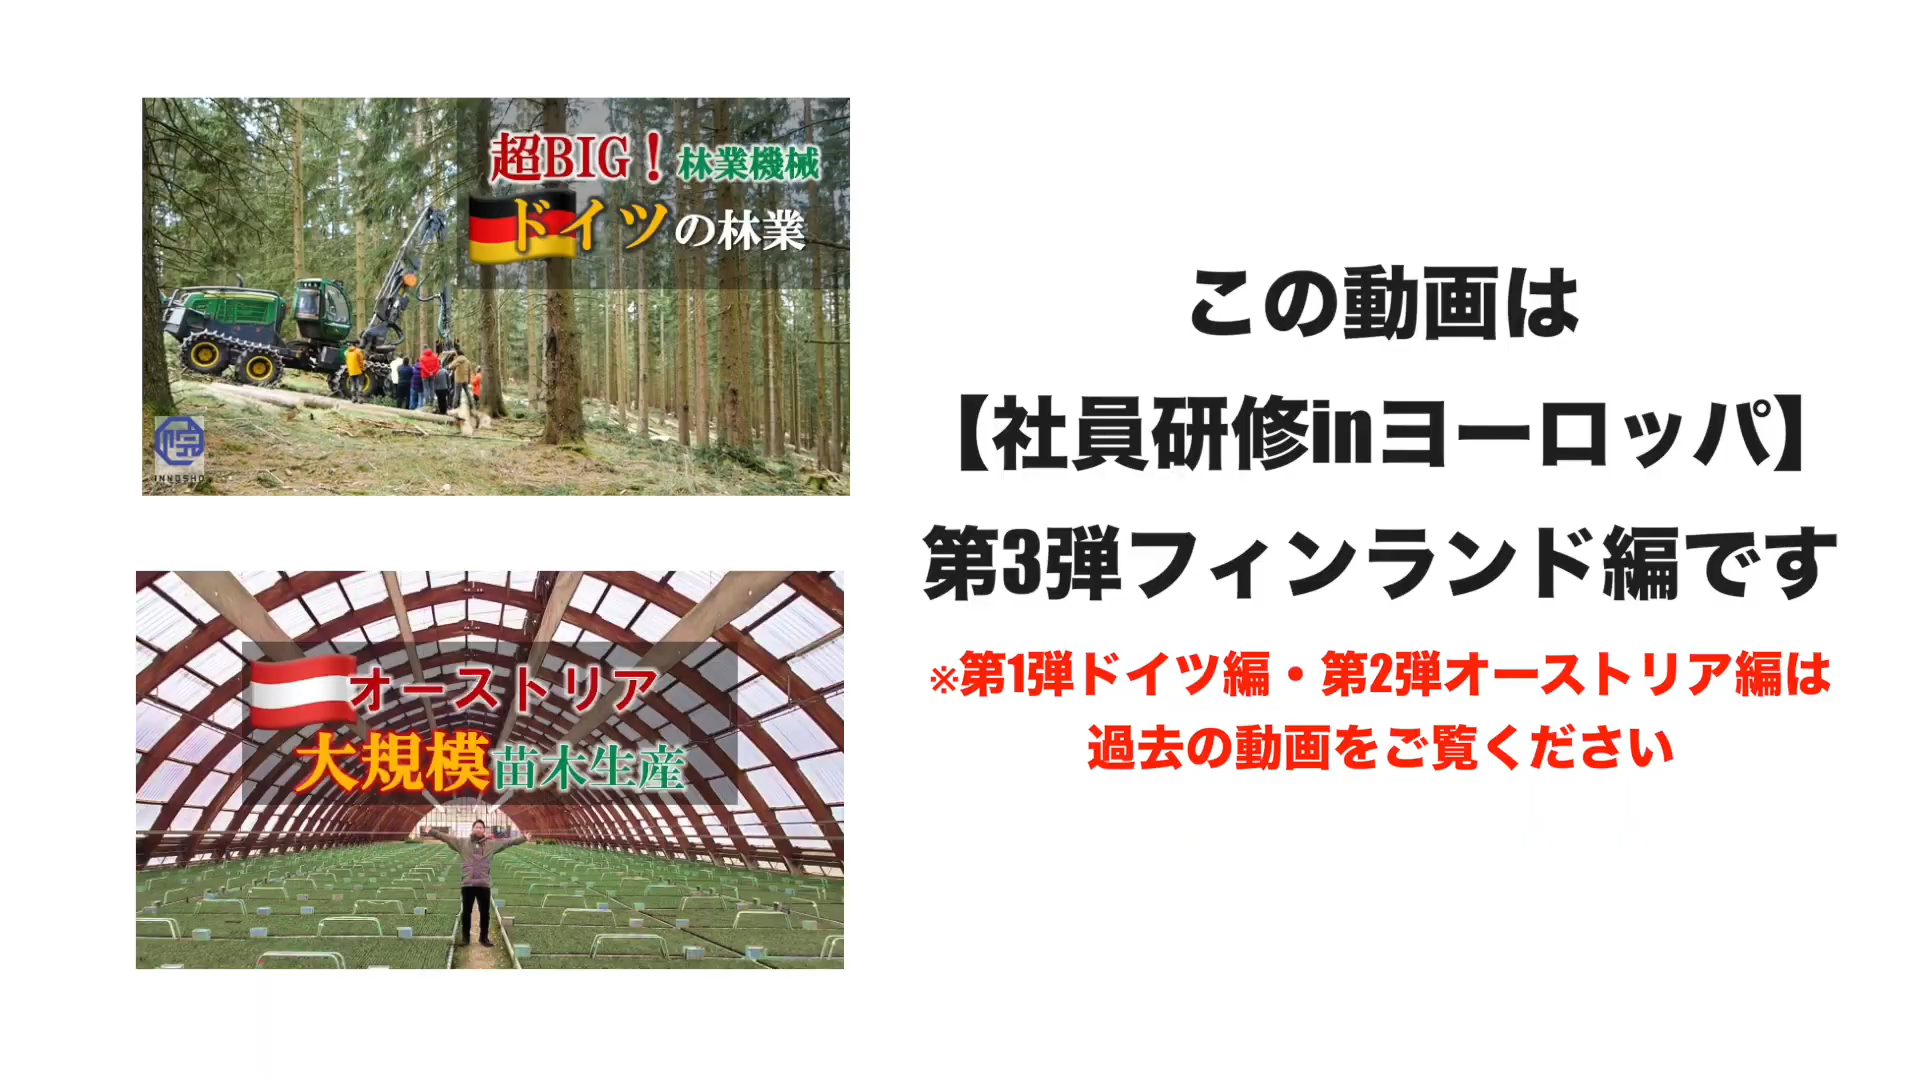 超BIG！林業機械
ドイツの林業
INNOSHO
オーストリア
大規模苗木生産
この動画は
【社員研修inヨーロッパ】
第3弾フィンランド編です
※第1弾ドイツ編・第2弾オーストリア編は
過去の動画をご覧ください